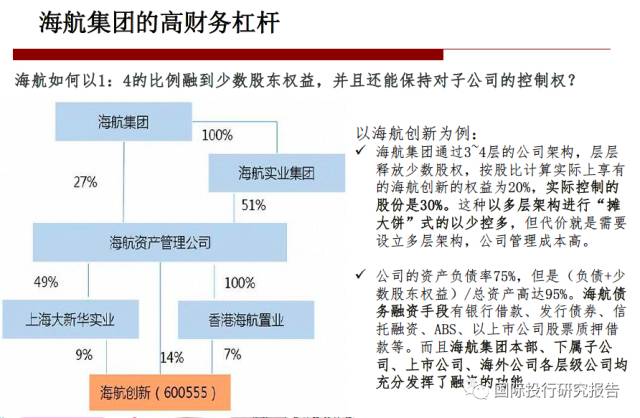 海航集团的高财务杠杆
海航如何以1：4的比例融到少数股东权益，并且还能保持对子公司的控制权？
海航集团
100%
27%
海航实业集团
51%
海航资产管理公司
49%
100%
上海大新华实业
香港海航置业
9%
14%
7%
海航创新（600555）
以海航创新为例：
✓ 海航集团通过3~4层的公司架构，层层
释放少数股权，按股比计算实际上享有
的海航创新的权益为20%，实际控制的
股份是30%。这种以多层架构进行“摊
大饼”式的以少控多，但代价就是需要
设立多层架构，公司管理成本高。
✓ 公司的资产负债率75%，但是（负债+少
数股东权益）/总资产高达95%。海航债
务融资手段有银行借款、发行债券、信
托融资、ABS、以上市公司股票质押借
款等。而且海航集团本部、下属子公
司、上市公司、海外公司各层级公司均
充分发挥了融资的功能
国际投行研究报告